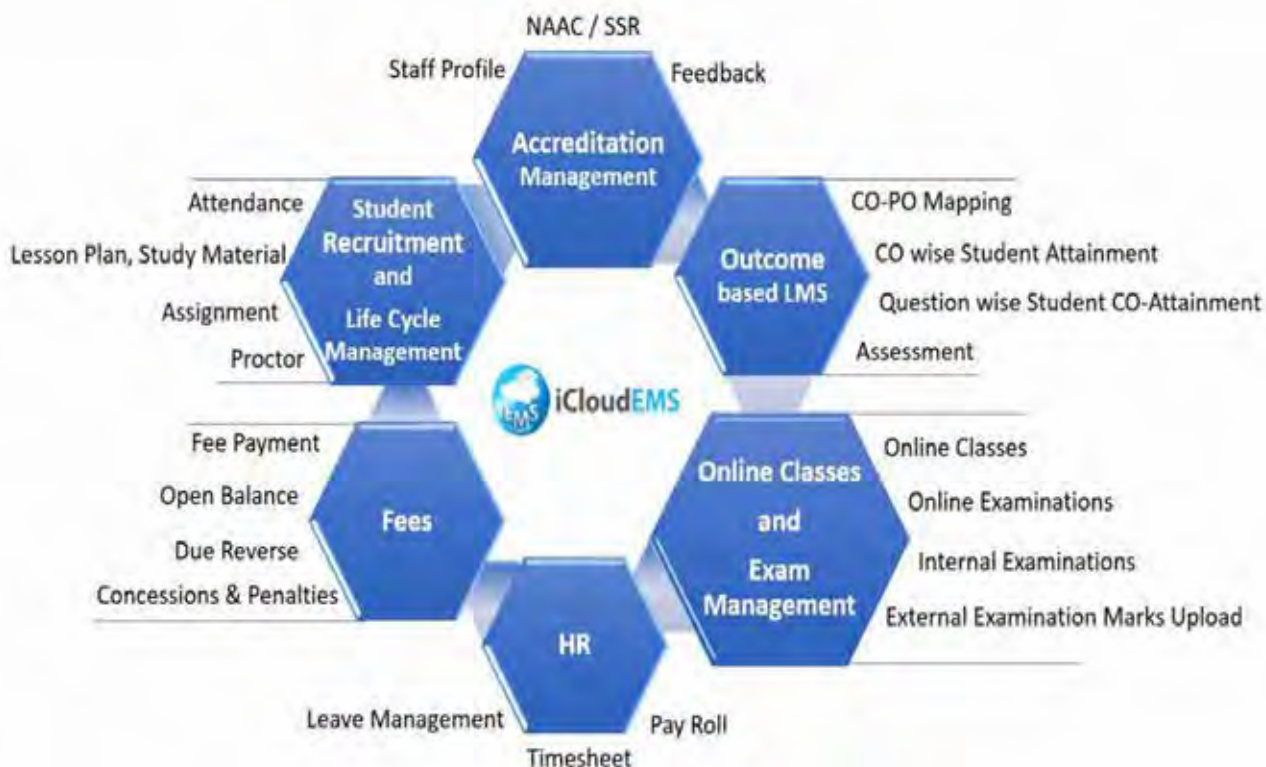 NAAC / SSR
Staff Profile
Feedback
Accreditation
Management
Attendance
Lesson Plan, Study Material
Assignment
Proctor
Student
Recruitment
and
Life Cycle
Management
Outcome
based LMS
CO-PO Mapping
CO wise Student Attainment
Question wise Student CO-Attainment
Assessment
iCloudEMS
Fee Payment
Open Balance
Due Reverse
Concessions & Penalties
Fees
Online Classes
and
Exam
Management
Online Classes
Online Examinations
Internal Examinations
External Examination Marks Upload
HR
Leave Management
Timesheet
Pay Roll